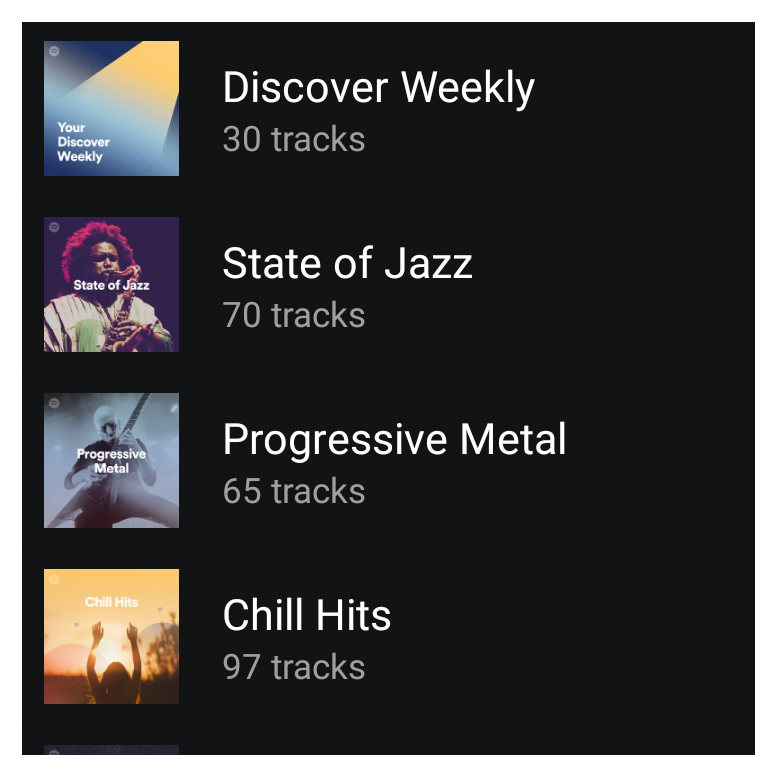 Your
Discover
Weekly
Discover Weekly
30 tracks
State of Jazz
State of Jazz
70 tracks
Progressive
Metal
Progressive Metal
65 tracks
Chill Hits
Chill Hits
97 tracks